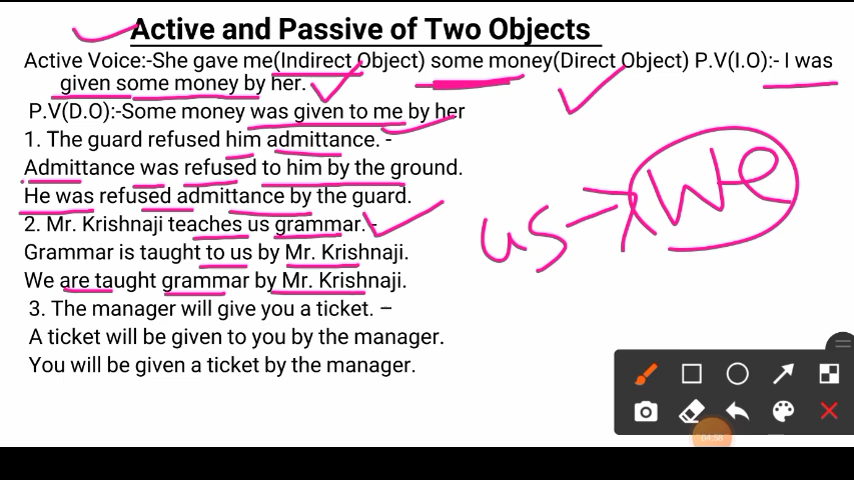 Active and Passive of Two Objects
Active Voice:-She gave me(Indirect Object) some money(Direct Object) P.V(I.O):- I was
given some money by her.
P.V(D.O):-Some money was given to me by her
1. The guard refused him admittance. -
Admittance was refused to him by the ground.
He was refused admittance by the guard.
2. Mr. Krishnaji teaches us grammar.-
Grammar is taught to us by Mr. Krishnaji.
We are taught grammar by Mr. Krishnaji.
3. The manager will give you a ticket. –
A ticket will be given to you by the manager.
You will be given a ticket by the manager.
us → We
04:58